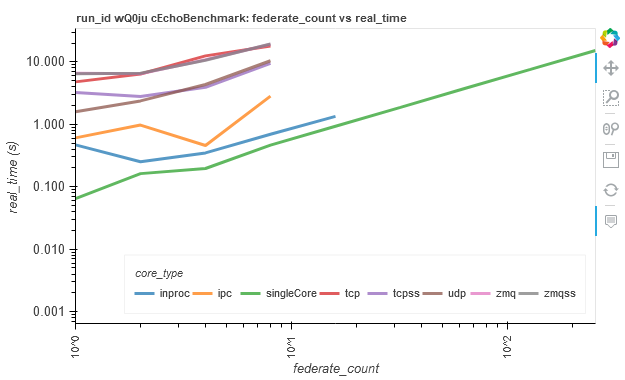 run_id wQ0ju cEchoBenchmark: federate_count vs real_time
10.000
1.000
0.100
0.010
0.001
real_time (s)
core_type
inproc ipc singleCore tcp tcpss udp zmq zmqss
10^0 10^1 10^2
federate_count